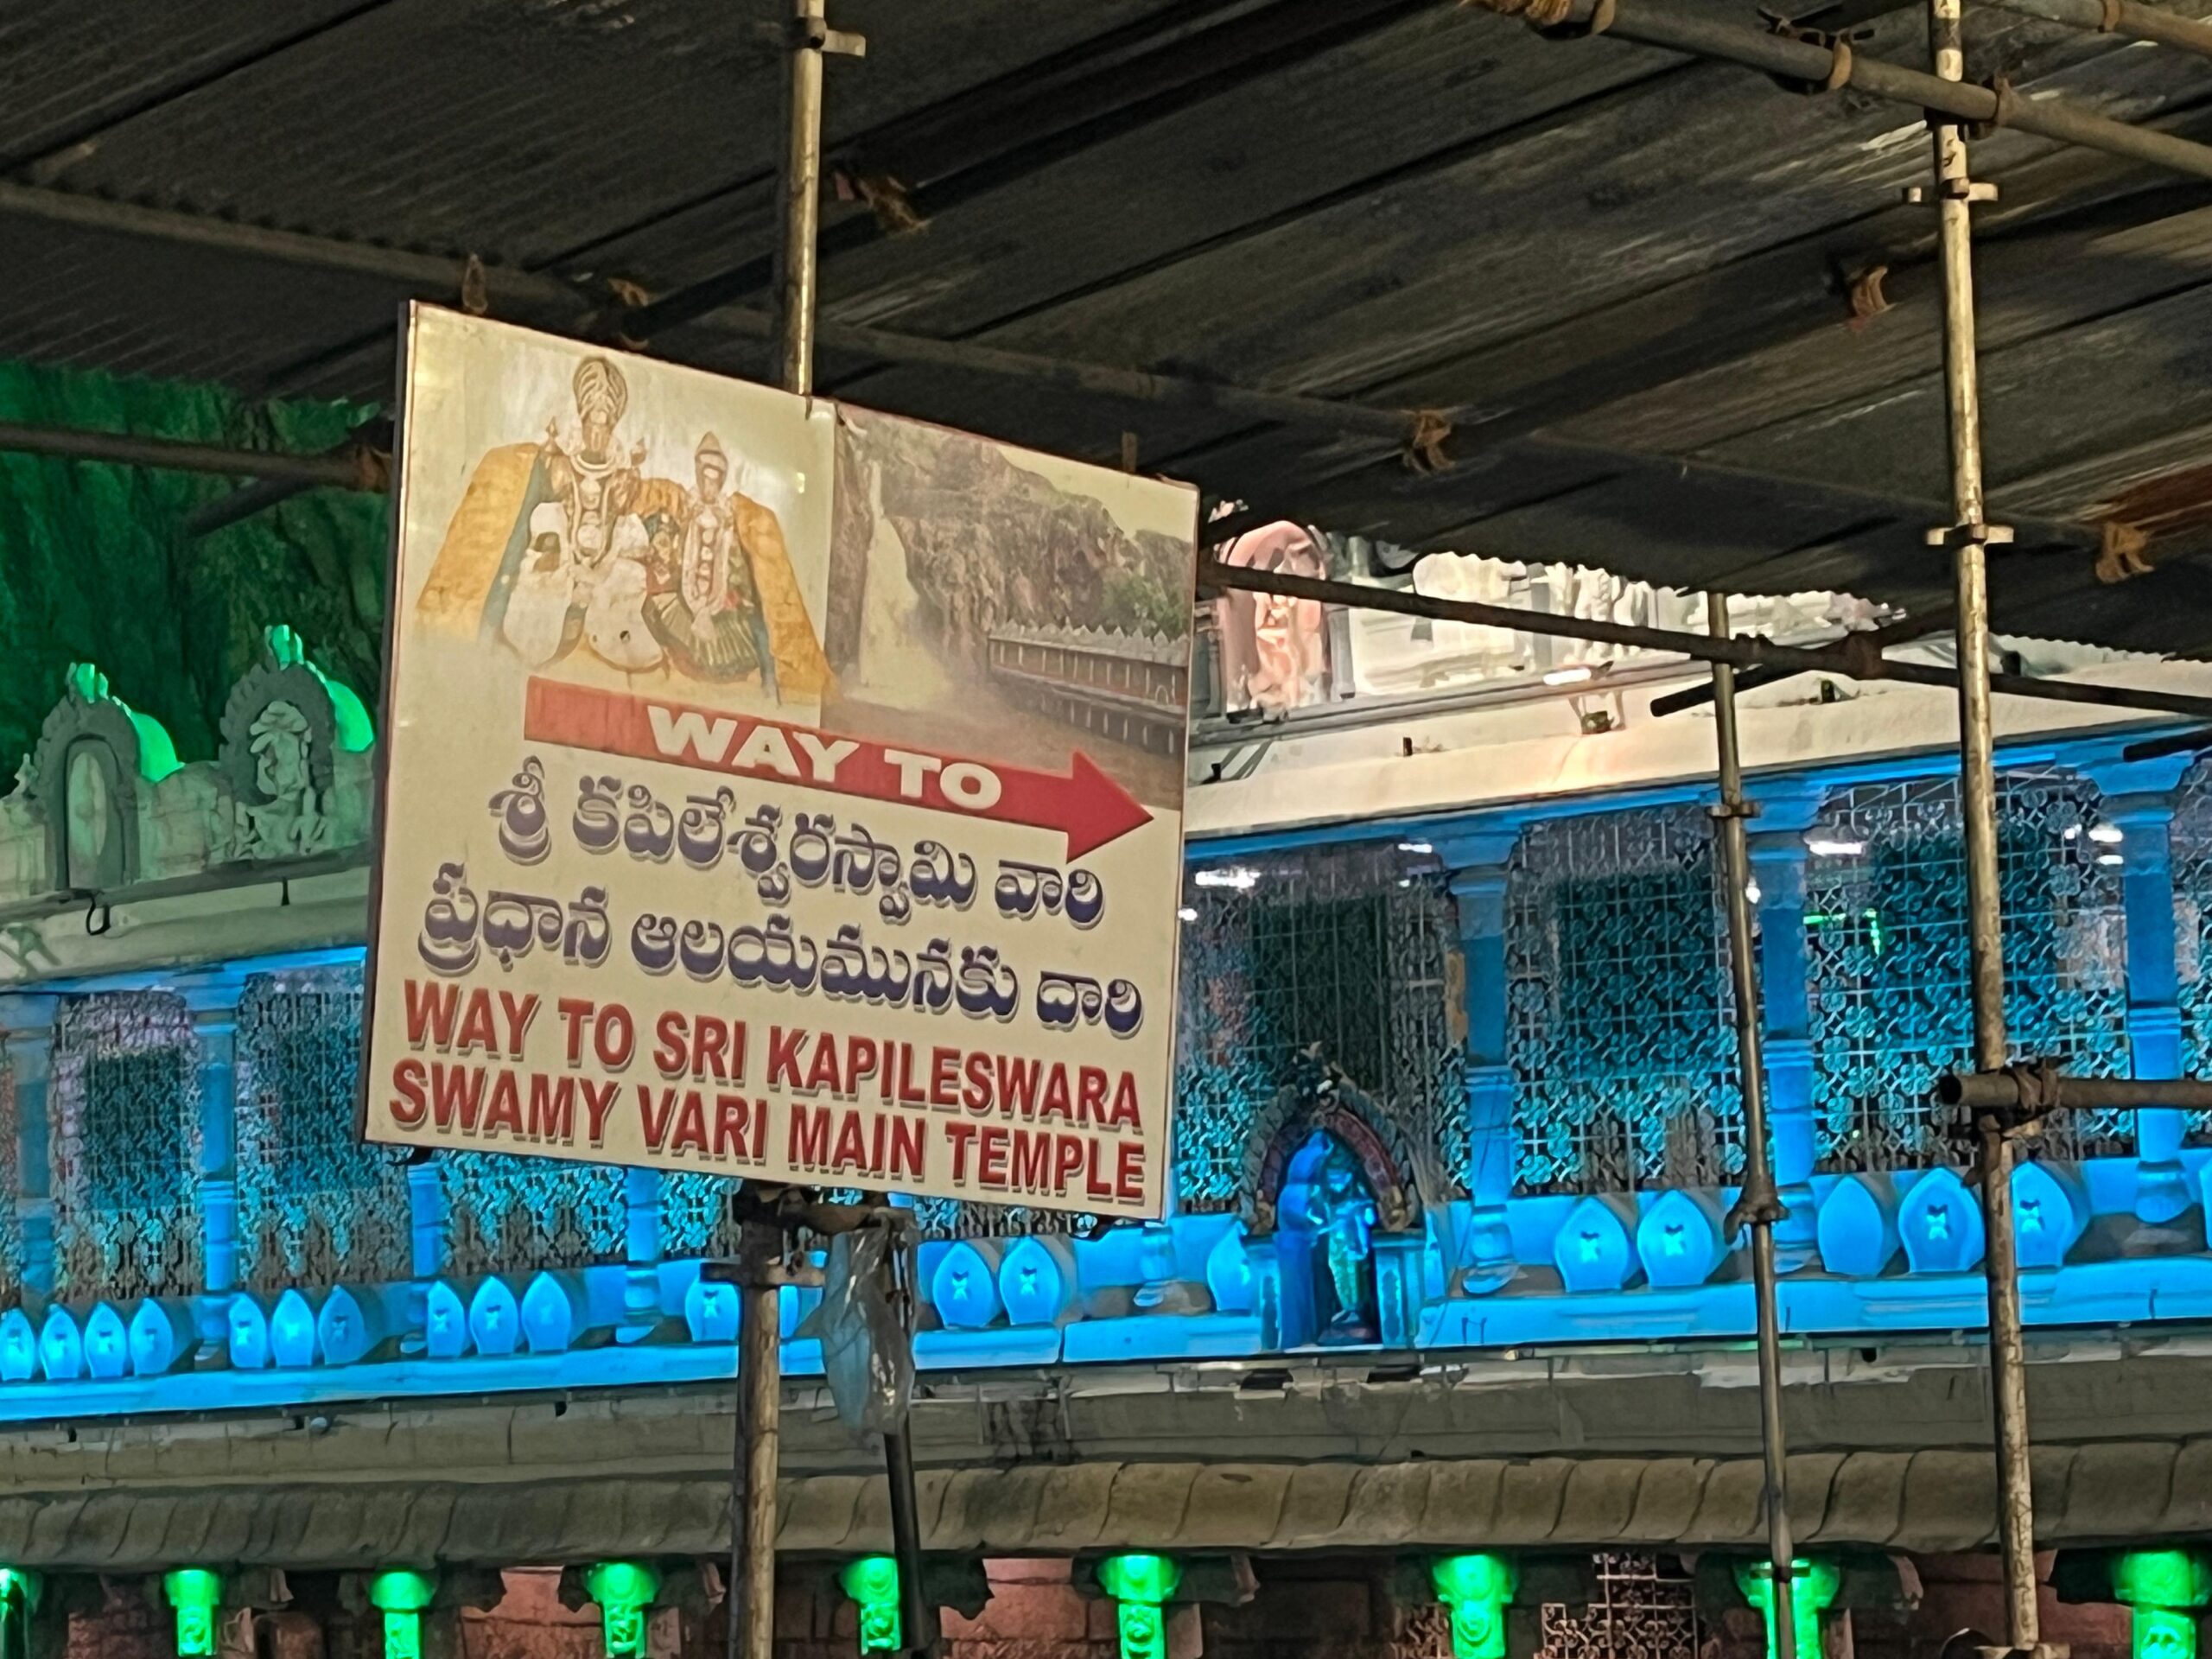 WAY TO
శ్రీ కపిలేశ్వరస్వామి వారి
ప్రధాన ఆలయమునకు దారి
WAY TO SRI KAPILESWARA
SWAMY VARI MAIN TEMPLE